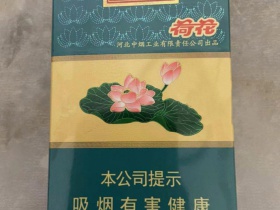 荷花
河北中烟工业有限责任公司出品
本公司提示
吸烟有害健康